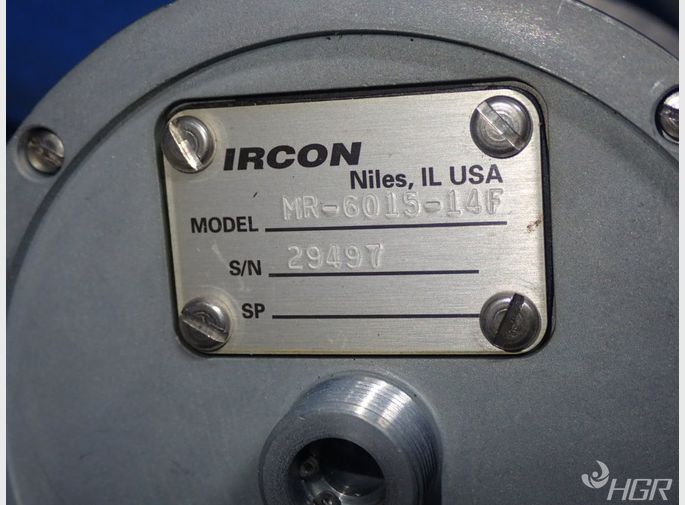 IRCON
Niles, IL USA
MODEL MR-6015-14F
S/N 29497
SP
HGR